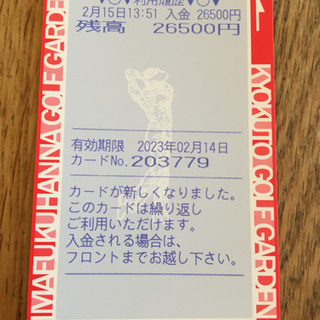 ▼○▼利用履歴▼○▼
2月15日13:51 入金 26500円
残高 26500円
有効期限 2023年02月14日
カードNo.203779
カードが新しくなりました。
このカードは繰り返し
ご利用いただけます。
入金される場合は、
フロントまでお越し下さい。
IMAFUKUHANNA GOLF GARDEN
KYOKUTO GOLF GARDEN